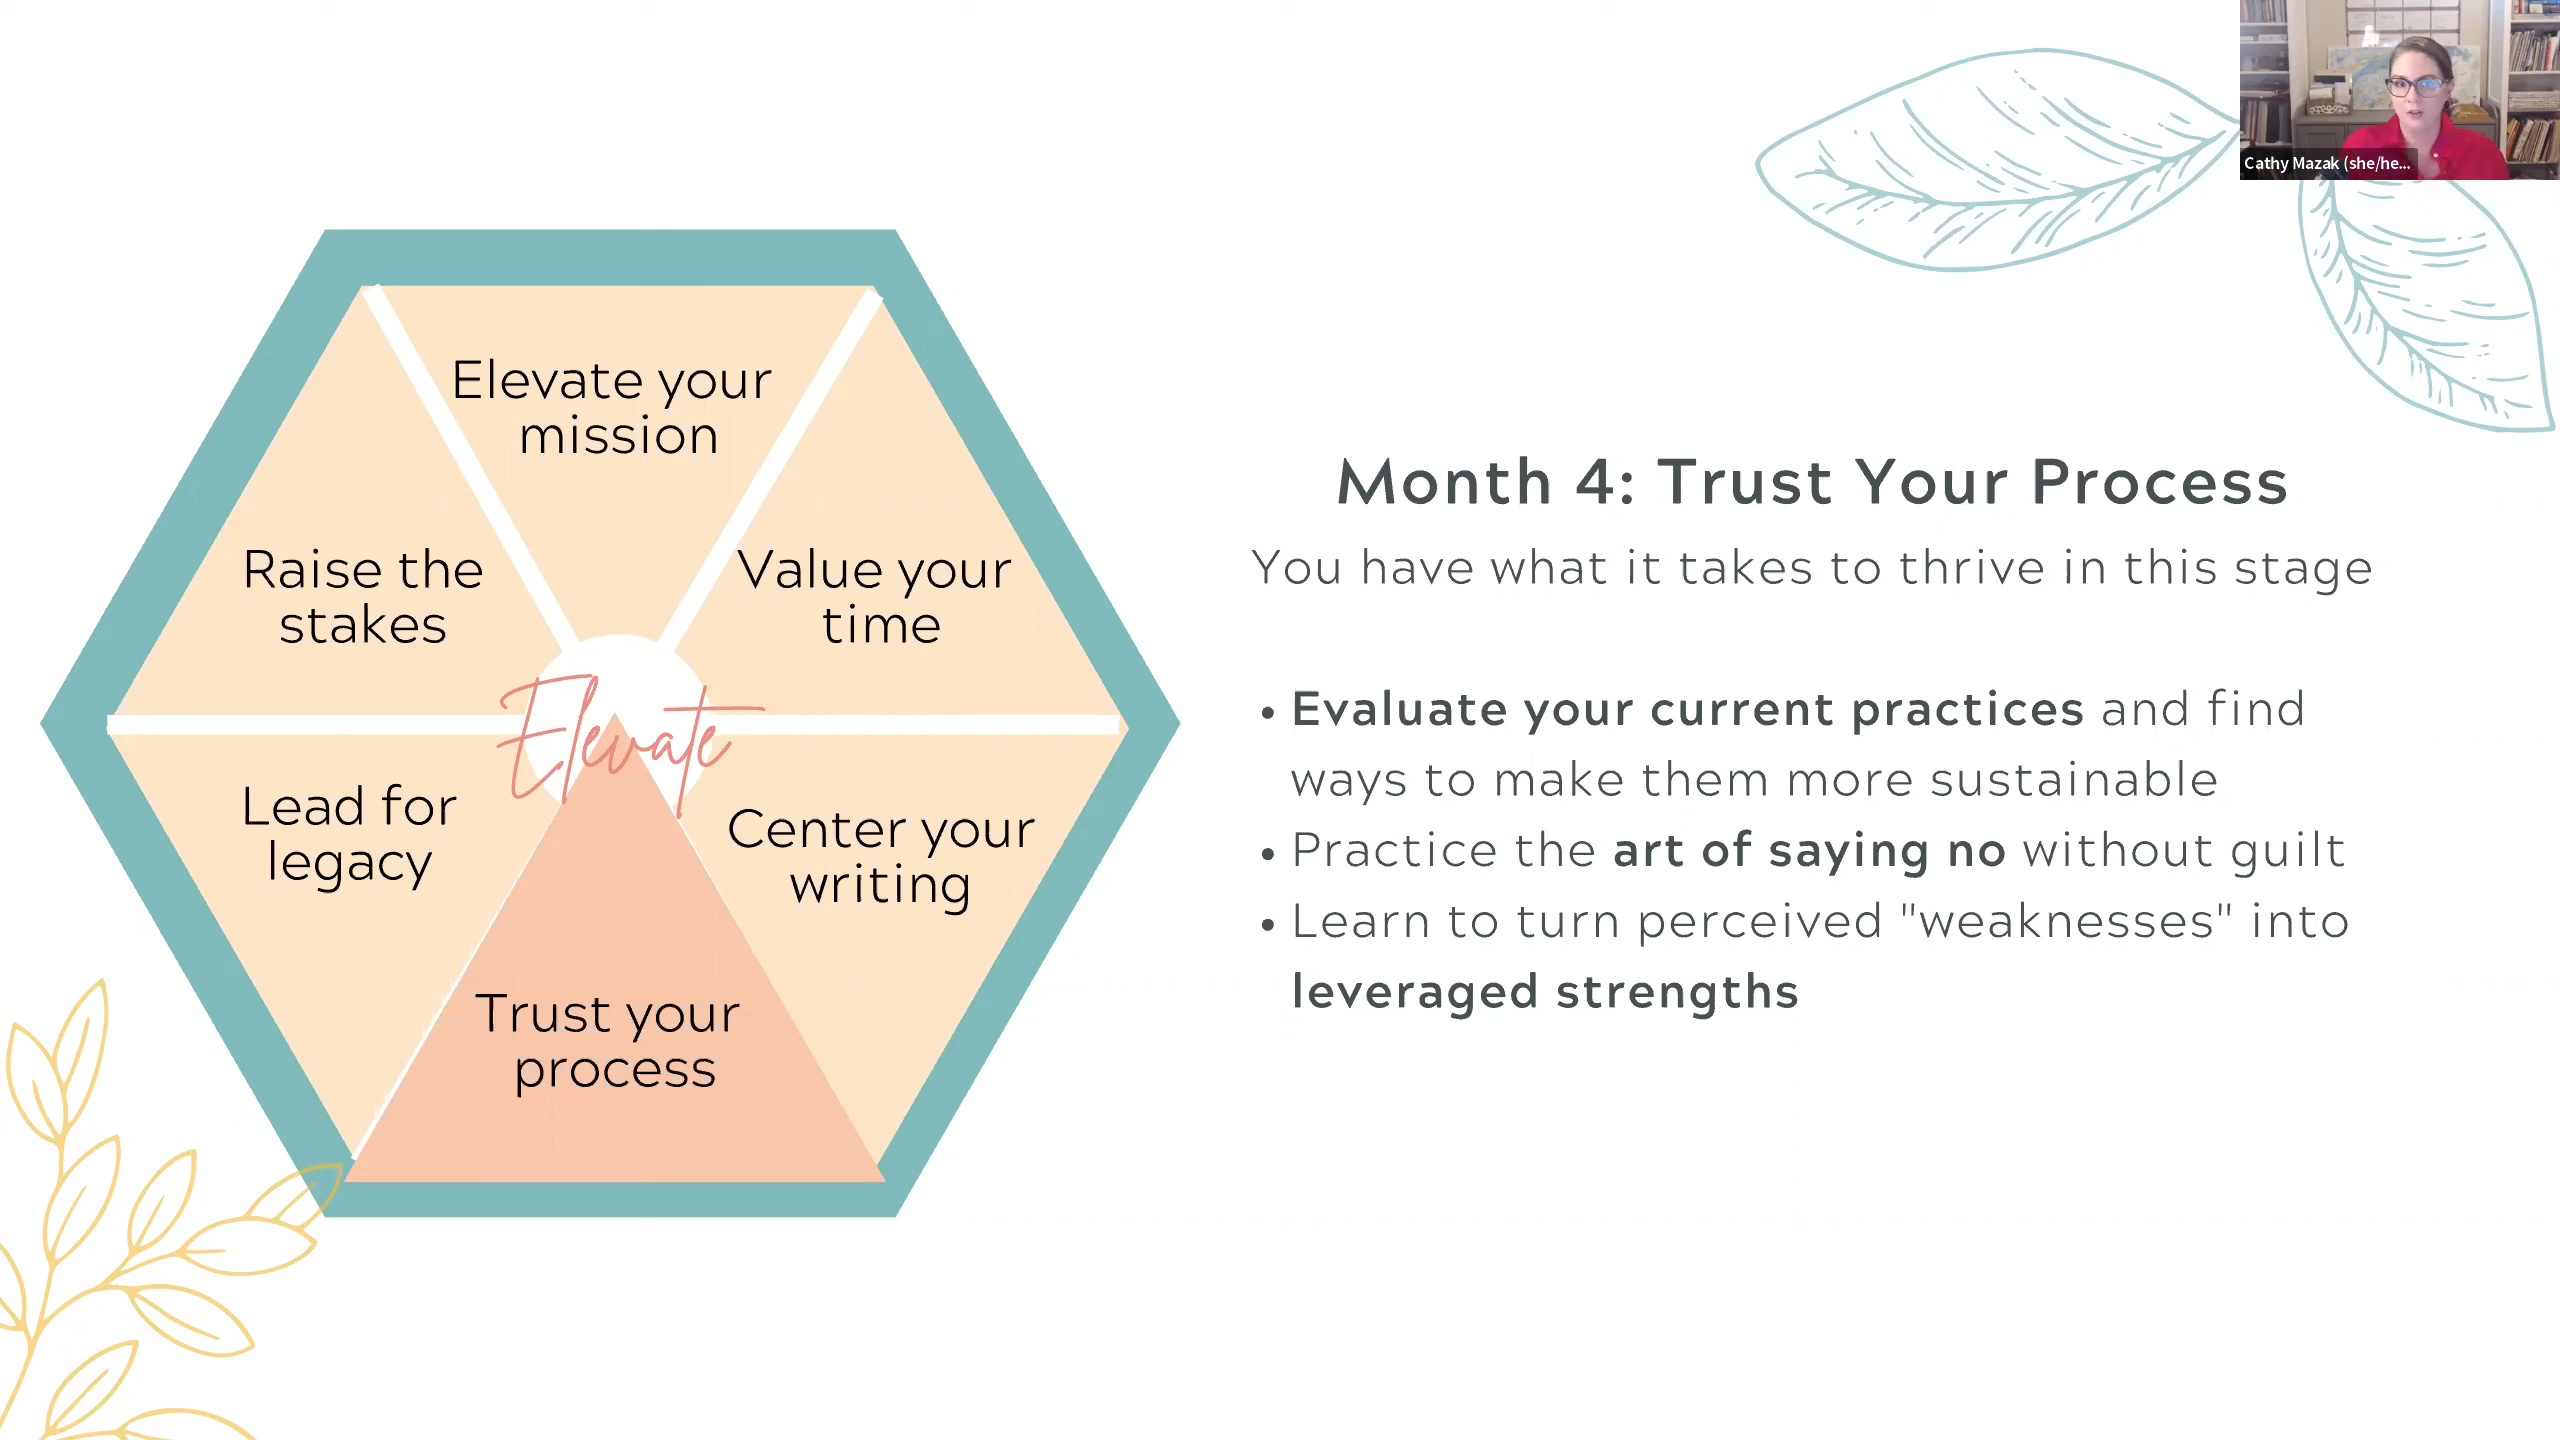 Cathy Mazak (she/he...
Elevate your
mission
Raise the
stakes
Value your
time
Elevate
Lead for
legacy
Center your
writing
Trust your
process
Month 4: Trust Your Process
You have what it takes to thrive in this stage
• Evaluate your current practices and find
ways to make them more sustainable
• Practice the art of saying no without guilt
• Learn to turn perceived "weaknesses" into
leveraged strengths